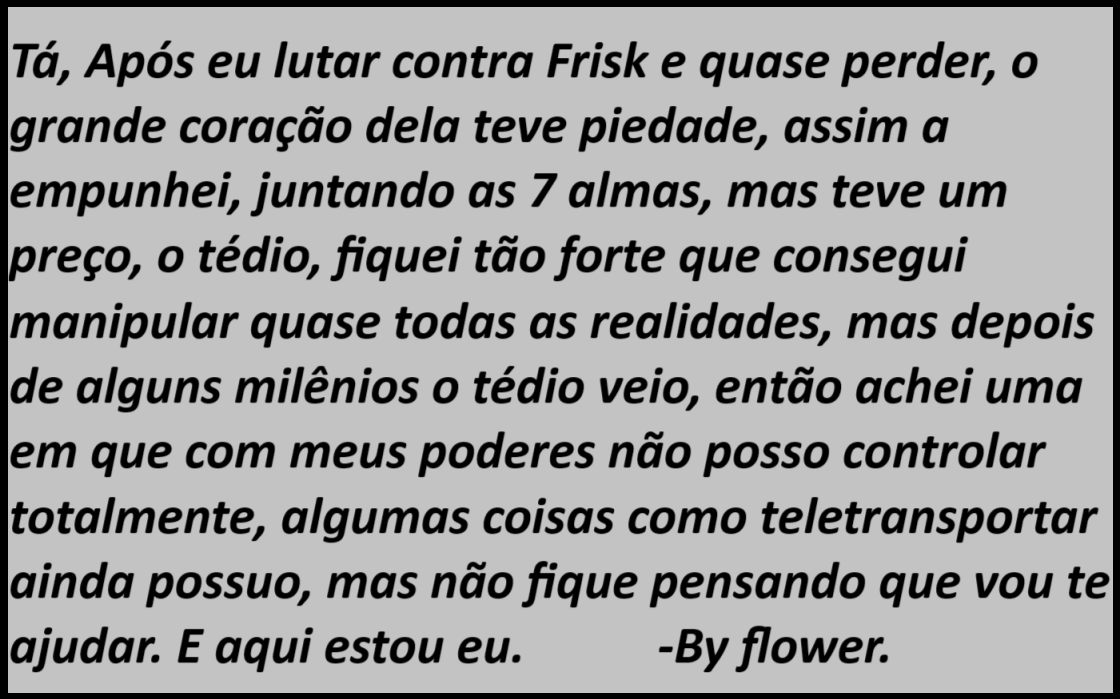 Tá, Após eu lutar contra Frisk e quase perder, o
grande coração dela teve piedade, assim a
empunhei, juntando as 7 almas, mas teve um
preço, o tédio, fiquei tão forte que consegui
manipular quase todas as realidades, mas depois
de alguns milênios o tédio veio, então achei uma
em que com meus poderes não posso controlar
totalmente, algumas coisas como teletransportar
ainda possuo, mas não fique pensando que vou te
ajudar. E aqui estou eu. -By flower.